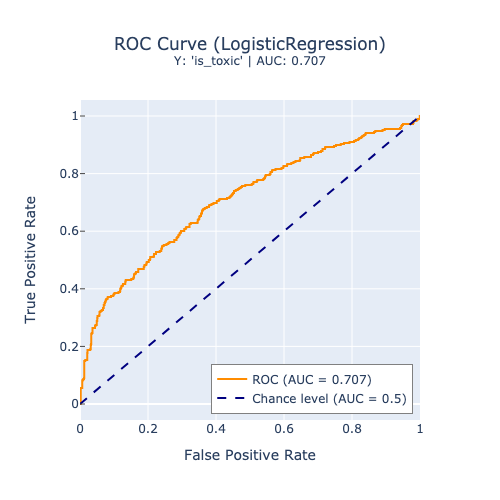 ROC Curve (LogisticRegression)
Y: 'is_toxic' | AUC: 0.707
True Positive Rate
1
0.8
0.6
0.4
0.2
0
ROC (AUC = 0.707)
Chance level (AUC = 0.5)
0 0.2 0.4 0.6 0.8 1
False Positive Rate